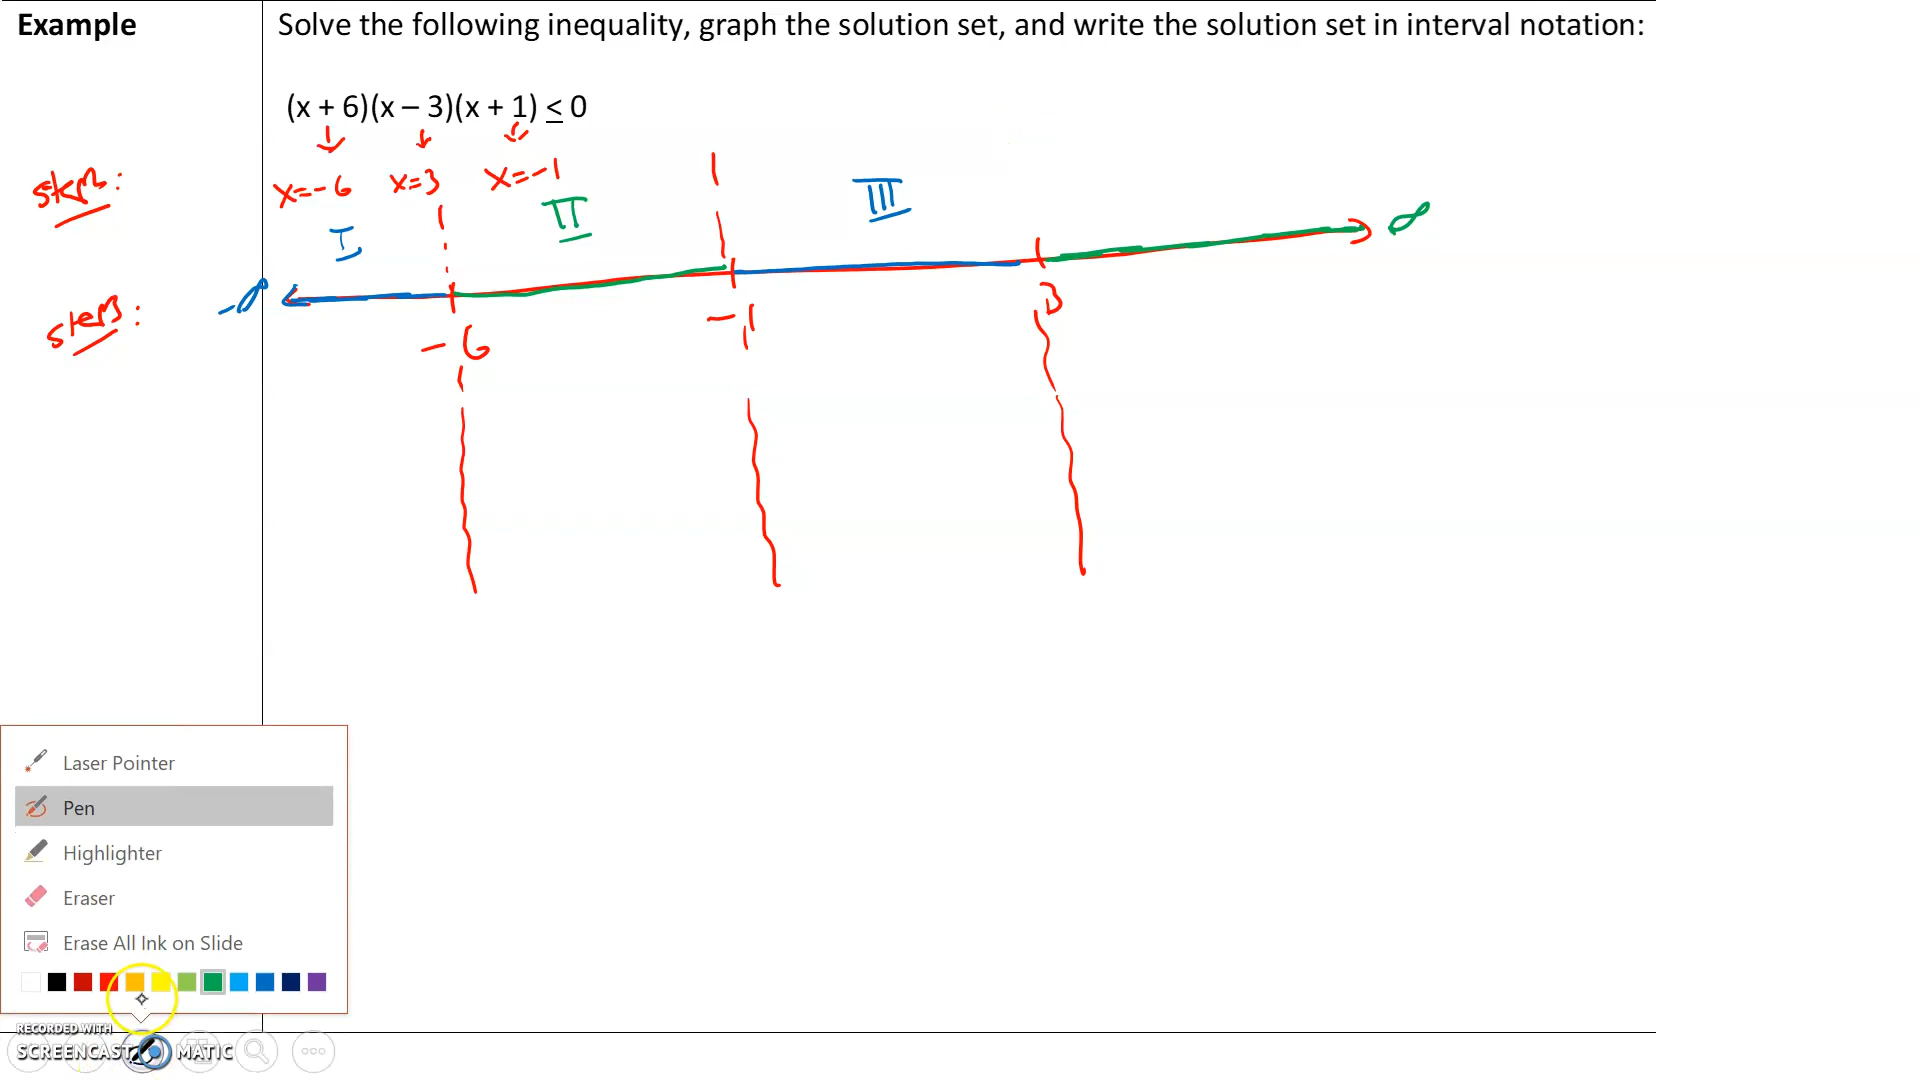 Example
Solve the following inequality, graph the solution set, and write the solution set in interval notation:
(x + 6)(x – 3)(x + 1) ≤ 0
x=-6 x=3 x=-1
I II III
-∞ ∞
-6 -1 3
Laser Pointer
Pen
Highlighter
Eraser
Erase All Ink on Slide
RECORDED WITH
SCREENCAST MATIC